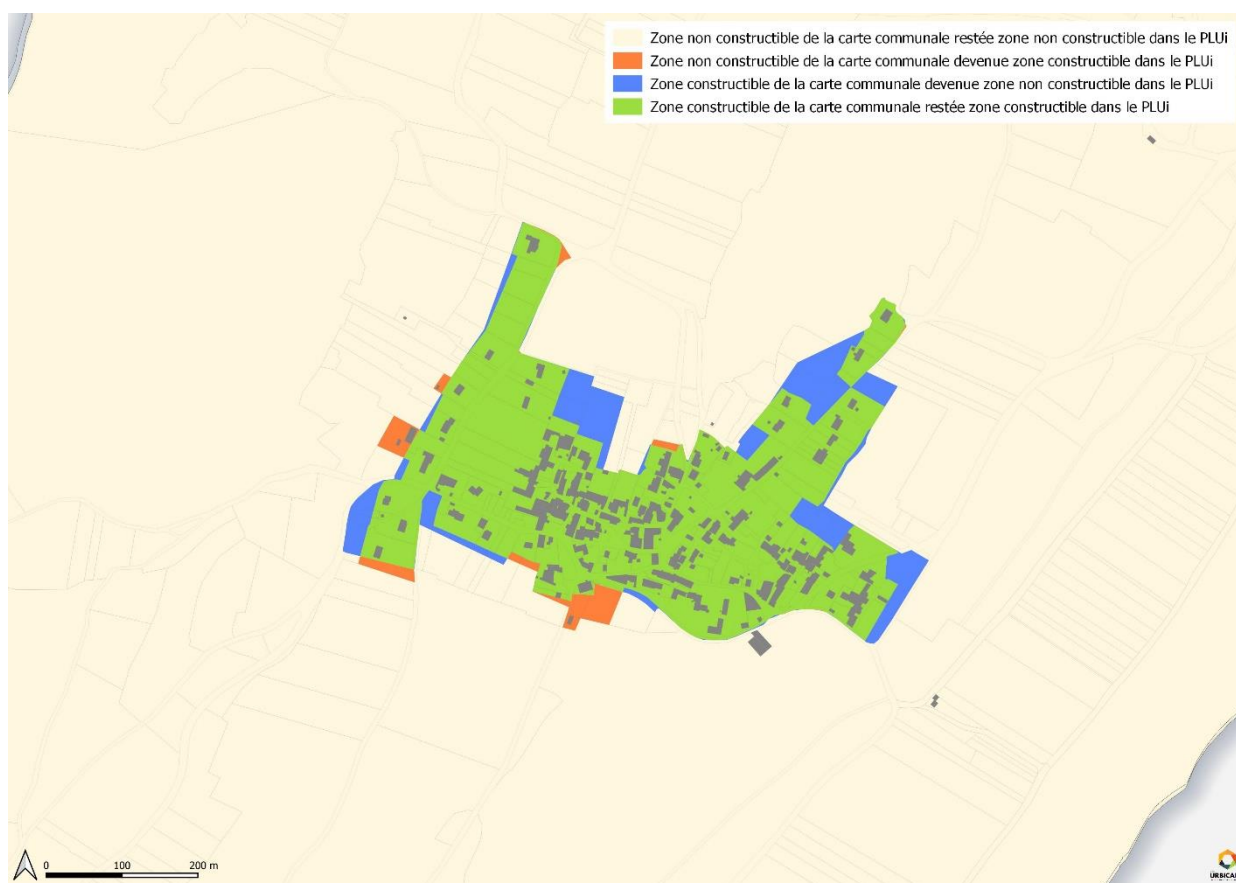 Zone non constructible de la carte communale restée zone non constructible dans le PLUi
Zone non constructible de la carte communale devenue zone constructible dans le PLUi
Zone constructible de la carte communale devenue zone non constructible dans le PLUi
Zone constructible de la carte communale restée zone constructible dans le PLUi
0 100 200 m